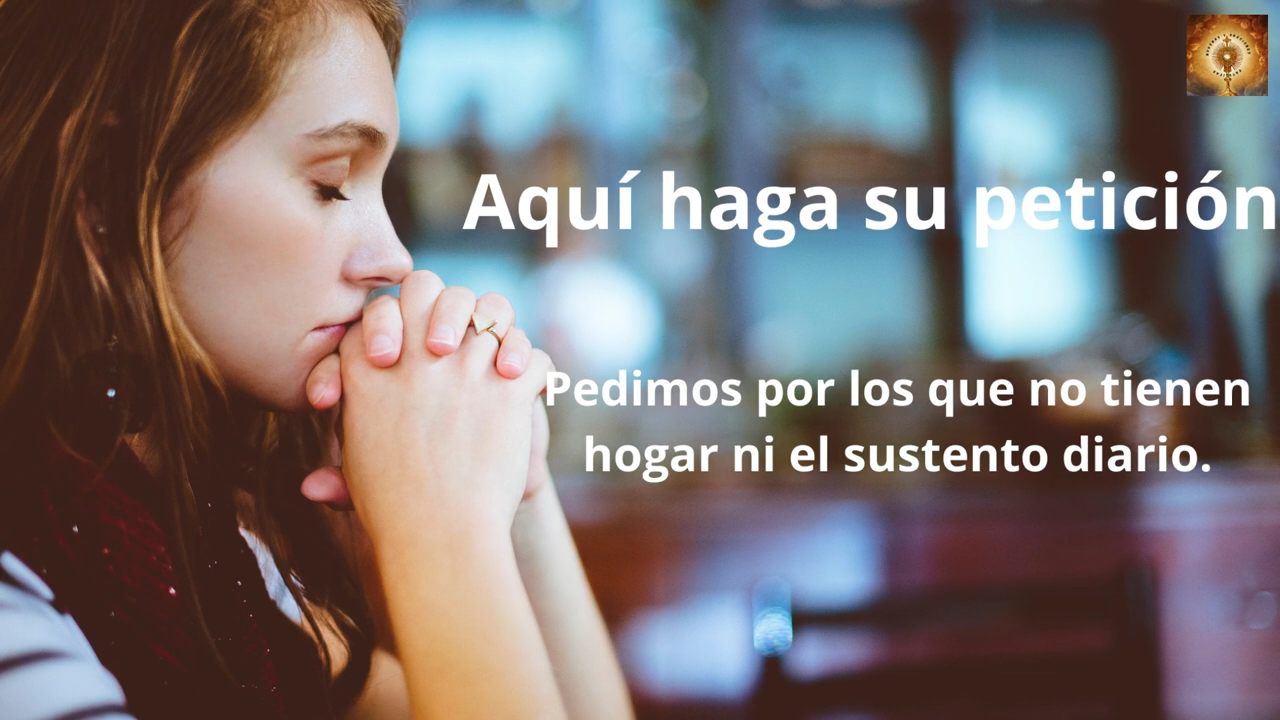 Aquí haga su petición
Pedimos por los que no tienen
hogar ni el sustento diario.